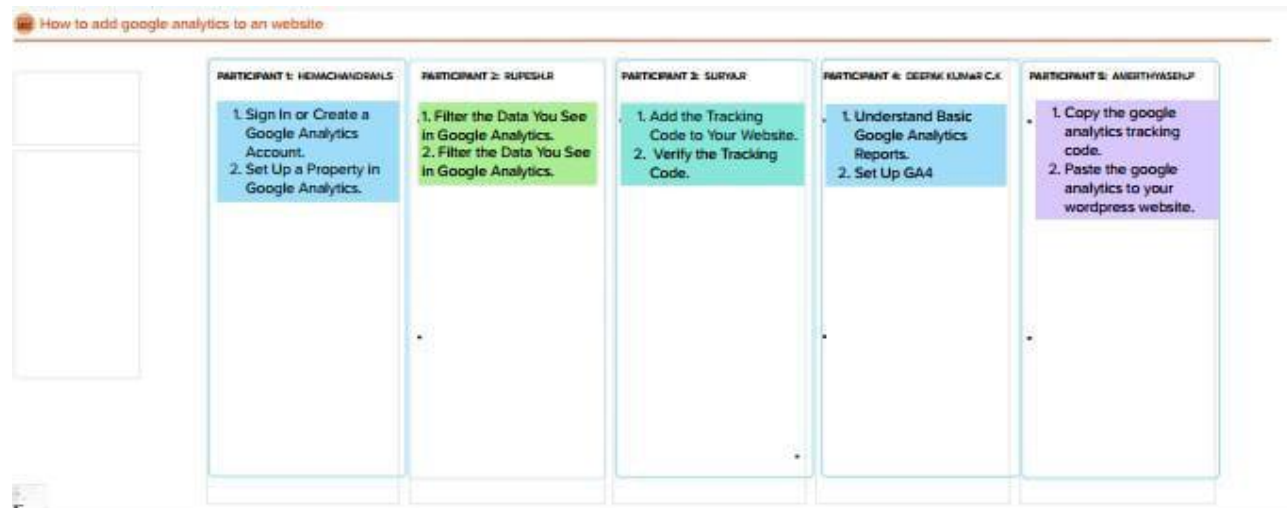 How to add google analytics to an website
PARTICIPANT 1: HEMACHANDRAN.S
1. Sign In or Create a
Google Analytics
Account.
2. Set Up a Property in
Google Analytics.
PARTICIPANT 2: RUPESH.R
1. Filter the Data You See
in Google Analytics.
2. Filter the Data You See
in Google Analytics.
PARTICIPANT 3: SURYA.R
1. Add the Tracking
Code to Your Website.
2. Verify the Tracking
Code.
PARTICIPANT 4: DEEPAK KUMAR C.K
1. Understand Basic
Google Analytics
Reports.
2. Set Up GA4
PARTICIPANT 5: AMERTHYASEN.P
1. Copy the google
analytics tracking
code.
2. Paste the google
analytics to your
wordpress website.